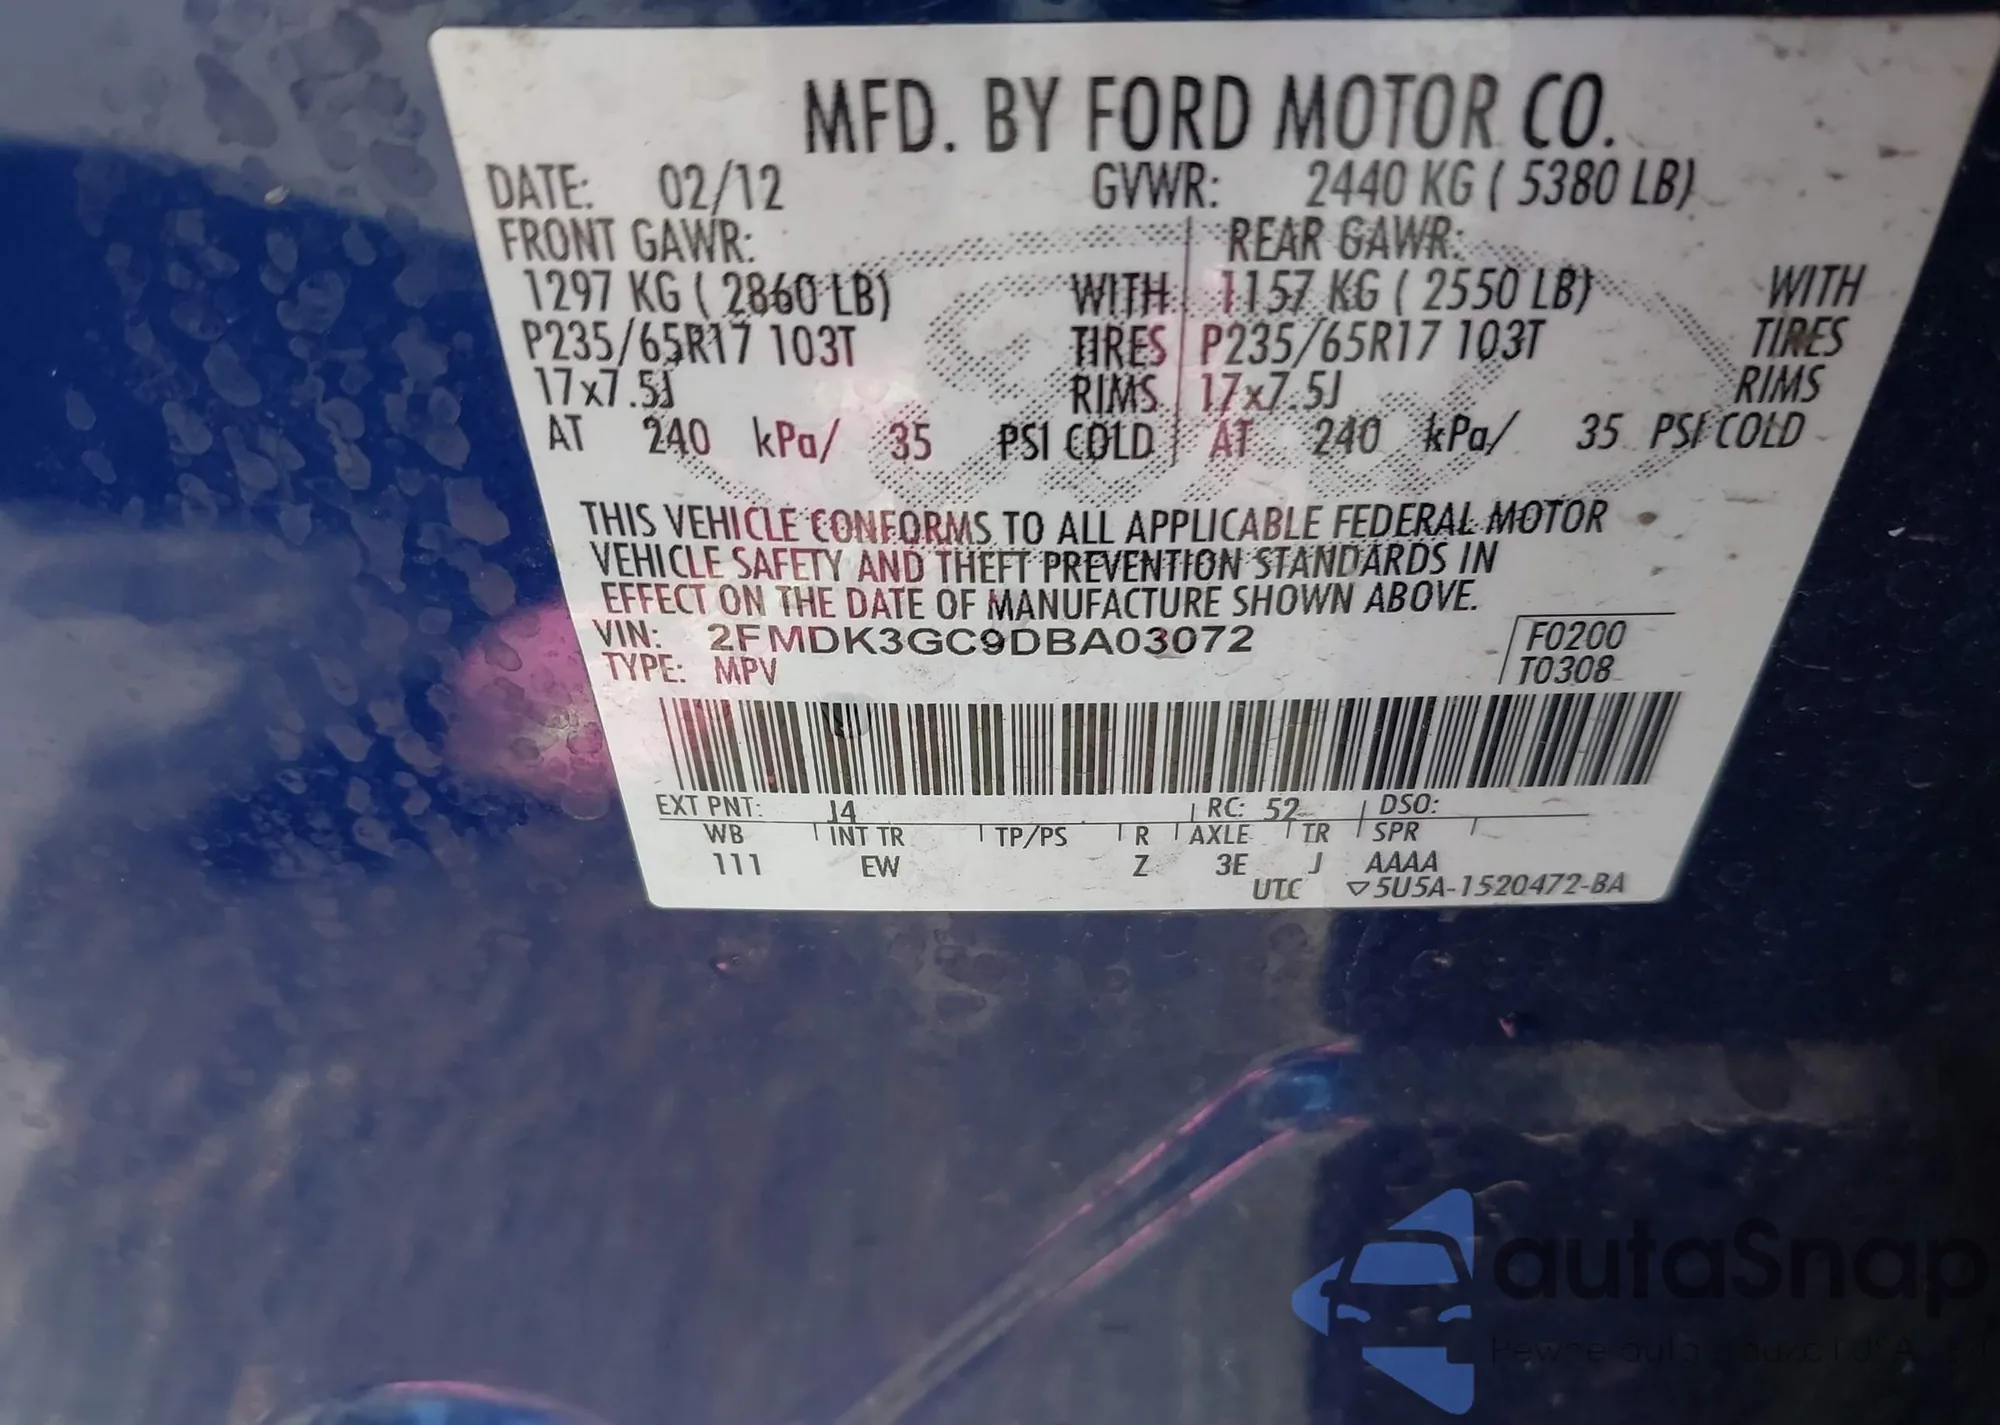 MFD. BY FORD MOTOR CO.
DATE: 02/12 GVWR: 2440 KG ( 5380 LB)
FRONT GAWR: REAR GAWR:
1297 KG ( 2860 LB) WITH 1157 KG ( 2550 LB) WITH
P235/65R17 103T TIRES P235/65R17 103T TIRES
17x7.5J RIMS 17x7.5J RIMS
AT 240 kPa/ 35 PSI COLD AT 240 kPa/ 35 PSI COLD
THIS VEHICLE CONFORMS TO ALL APPLICABLE FEDERAL MOTOR
VEHICLE SAFETY AND THEFT PREVENTION STANDARDS IN
EFFECT ON THE DATE OF MANUFACTURE SHOWN ABOVE.
VIN: 2FMDK3GC9DBA03072 F0200
TYPE: MPV T0308
EXT PNT: J4 RC: 52 DSO:
WB INT TR TP/PS R AXLE TR SPR
111 EW Z 3E J AAAA
UTC ▽5U5A-1520472-BA
autaSnap